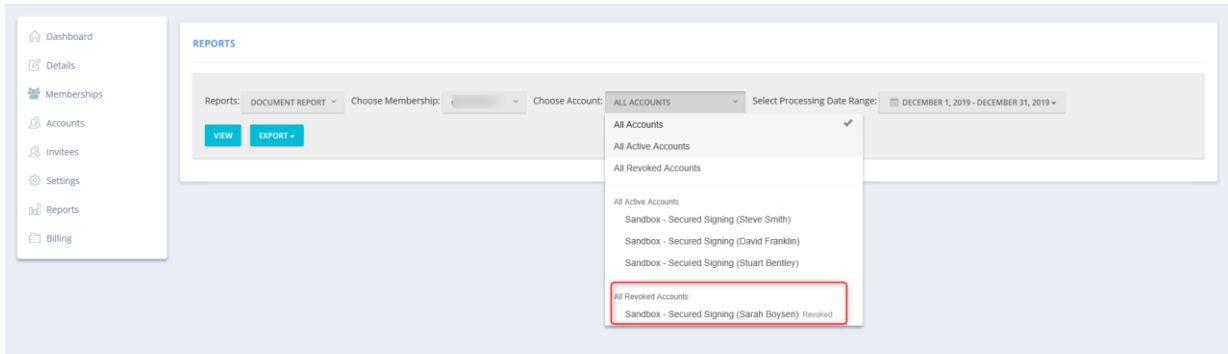 Dashboard
Details
Memberships
Accounts
Invitees
Settings
Reports
Billing
REPORTS
Reports: DOCUMENT REPORT Choose Membership: Choose Account: ALL ACCOUNTS Select Processing Date Range: DECEMBER 1, 2019 - DECEMBER 31, 2019
VIEW EXPORT
All Accounts
All Active Accounts
All Revoked Accounts
All Active Accounts
Sandbox - Secured Signing (Steve Smith)
Sandbox - Secured Signing (David Franklin)
Sandbox - Secured Signing (Stuart Bentley)
All Revoked Accounts
Sandbox - Secured Signing (Sarah Boysen) Revoked